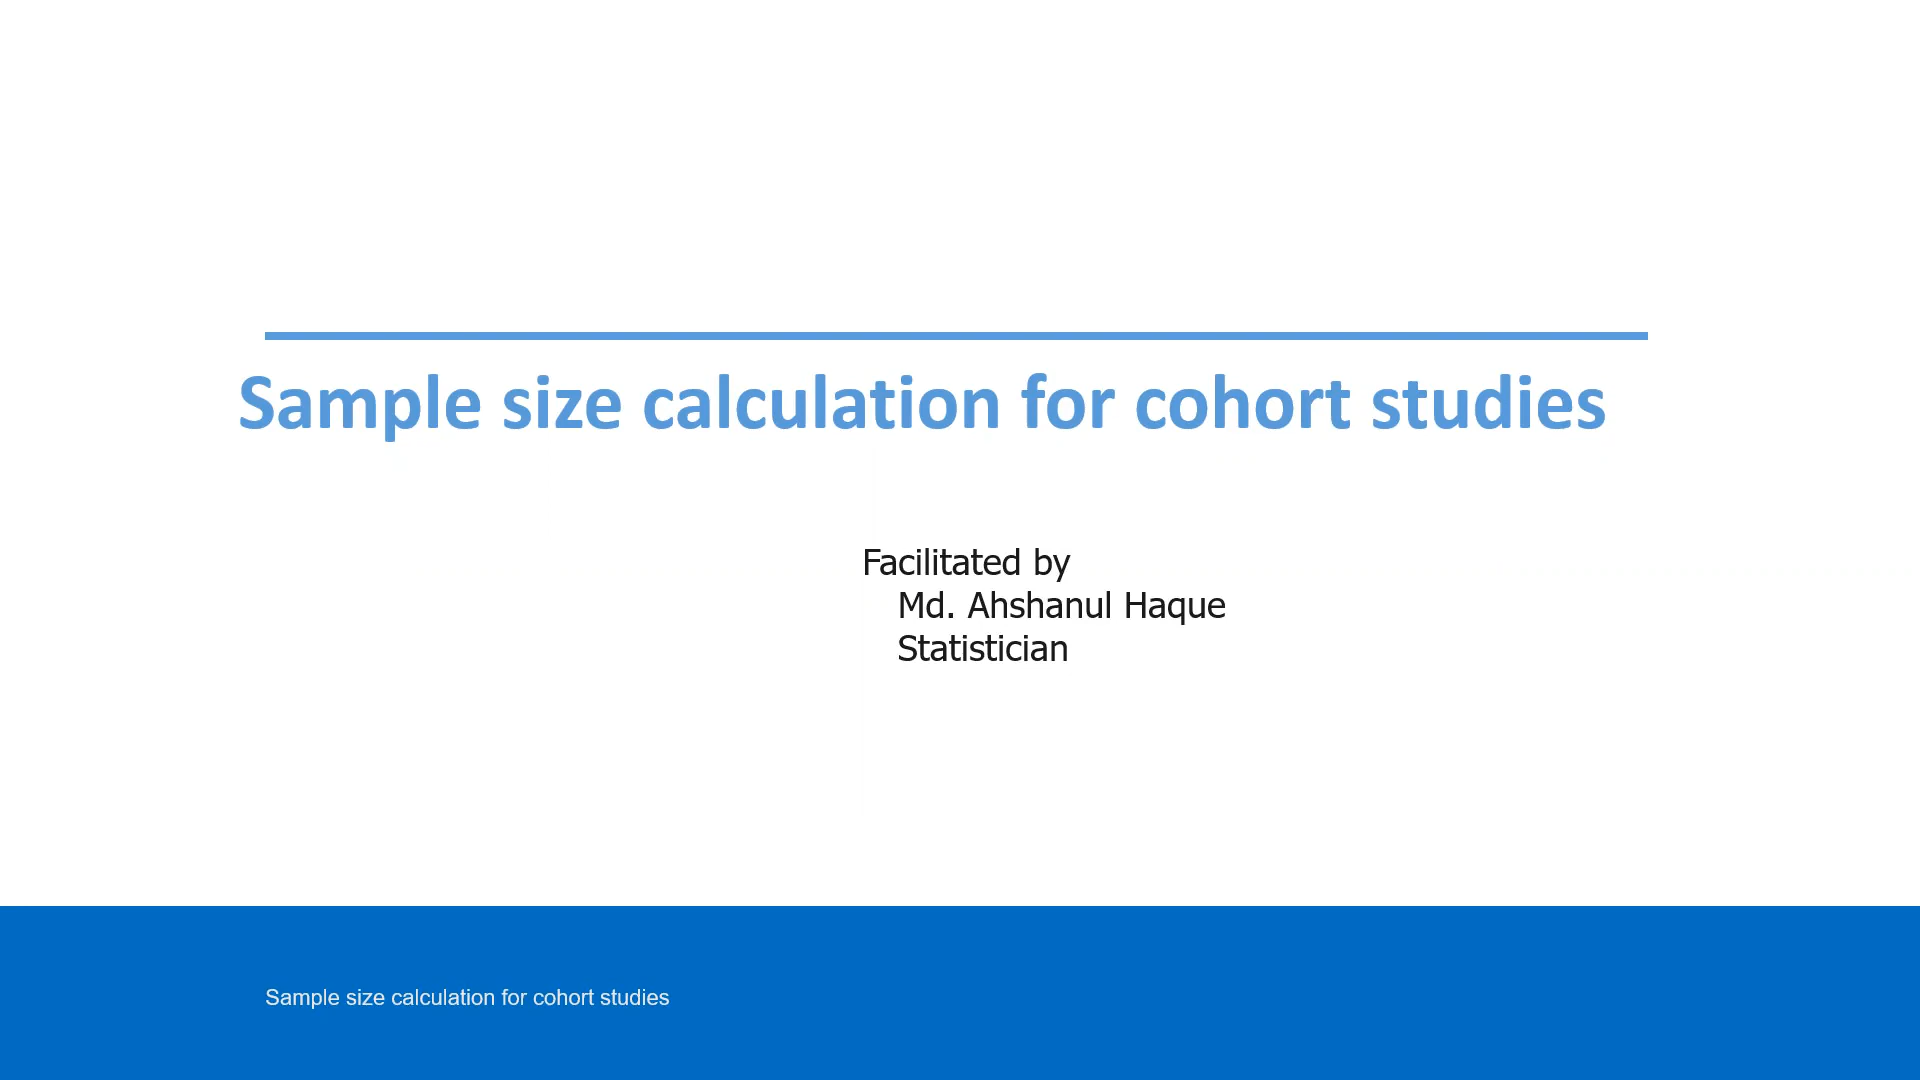 Sample size calculation for cohort studies
Facilitated by
Md. Ahshanul Haque
Statistician
Sample size calculation for cohort studies